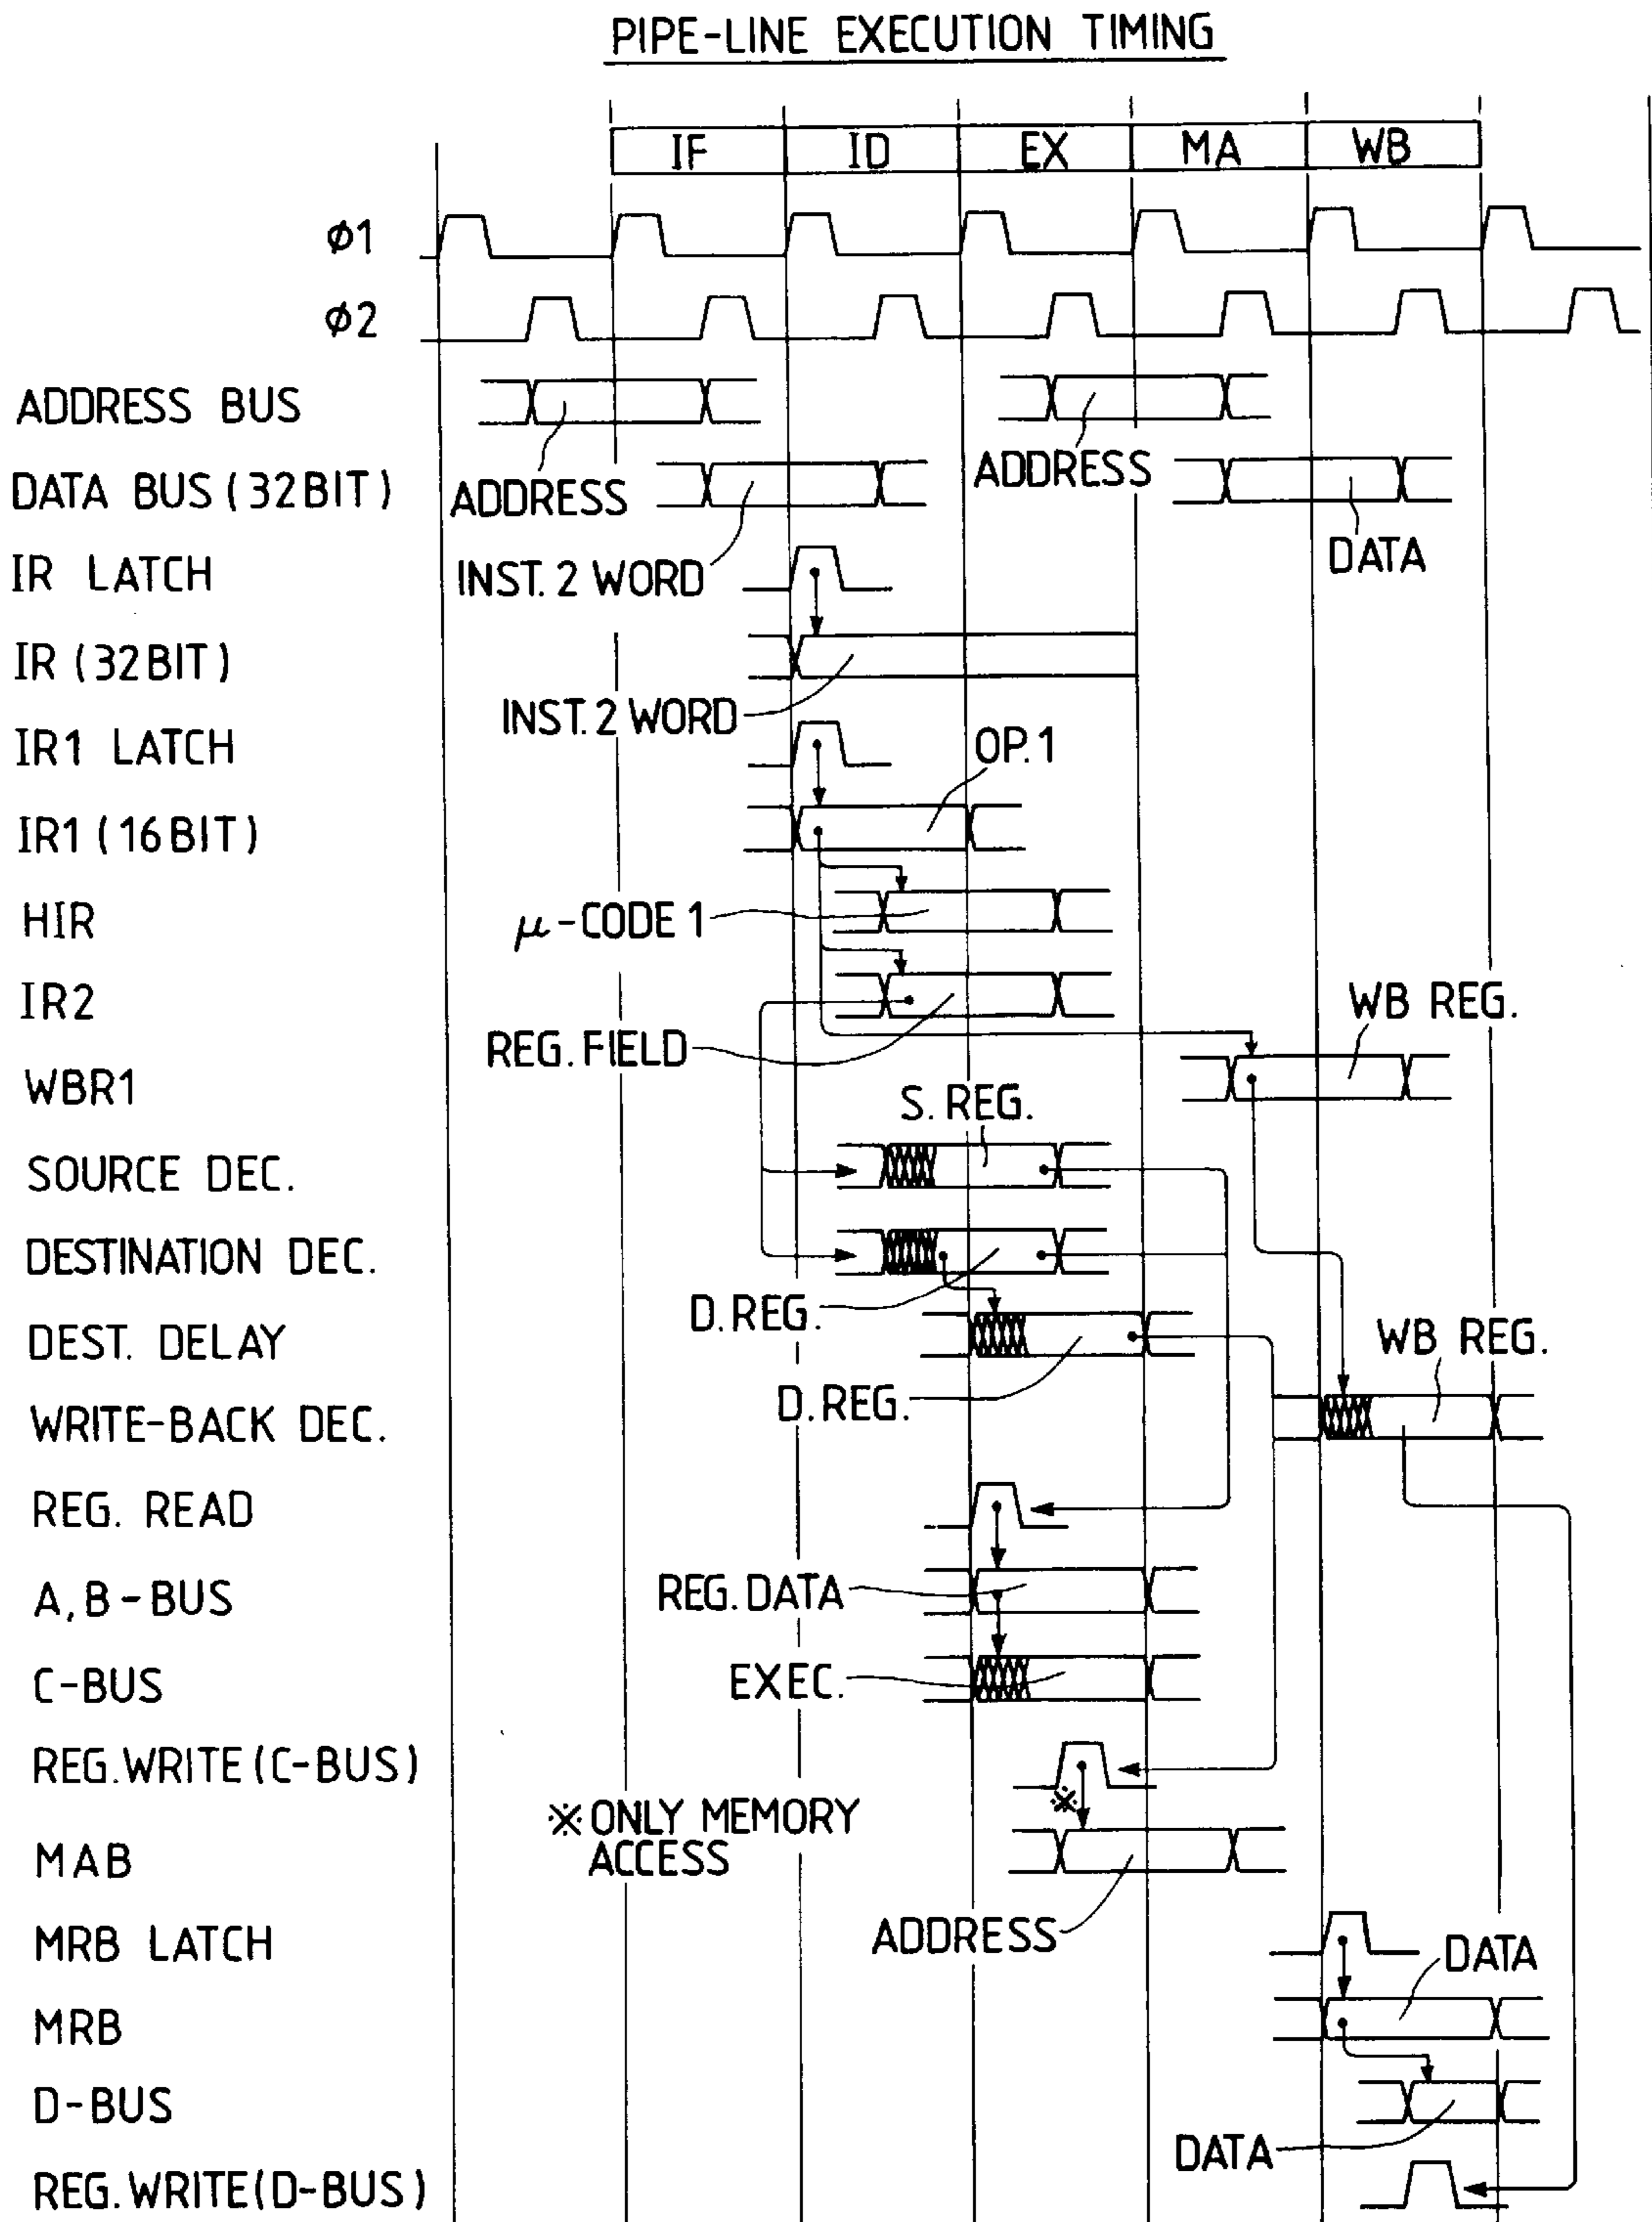 PIPE-LINE EXECUTION TIMING
IF ID EX MA WB
φ1
φ2
ADDRESS BUS
ADDRESS
ADDRESS
DATA BUS (32BIT)
INST. 2 WORD
DATA
IR LATCH
IR (32BIT)
INST. 2 WORD
IR1 LATCH
OP. 1
IR1 (16BIT)
HIR
μ-CODE 1
IR2
REG. FIELD
WB REG.
WBR1
S. REG.
SOURCE DEC.
DESTINATION DEC.
D. REG.
DEST. DELAY
D. REG.
WB REG.
WRITE-BACK DEC.
REG. READ
A, B-BUS
REG. DATA
C-BUS
EXEC.
REG. WRITE (C-BUS)
※
※ ONLY MEMORY
ACCESS
MAB
ADDRESS
MRB LATCH
DATA
MRB
D-BUS
DATA
REG. WRITE (D-BUS)